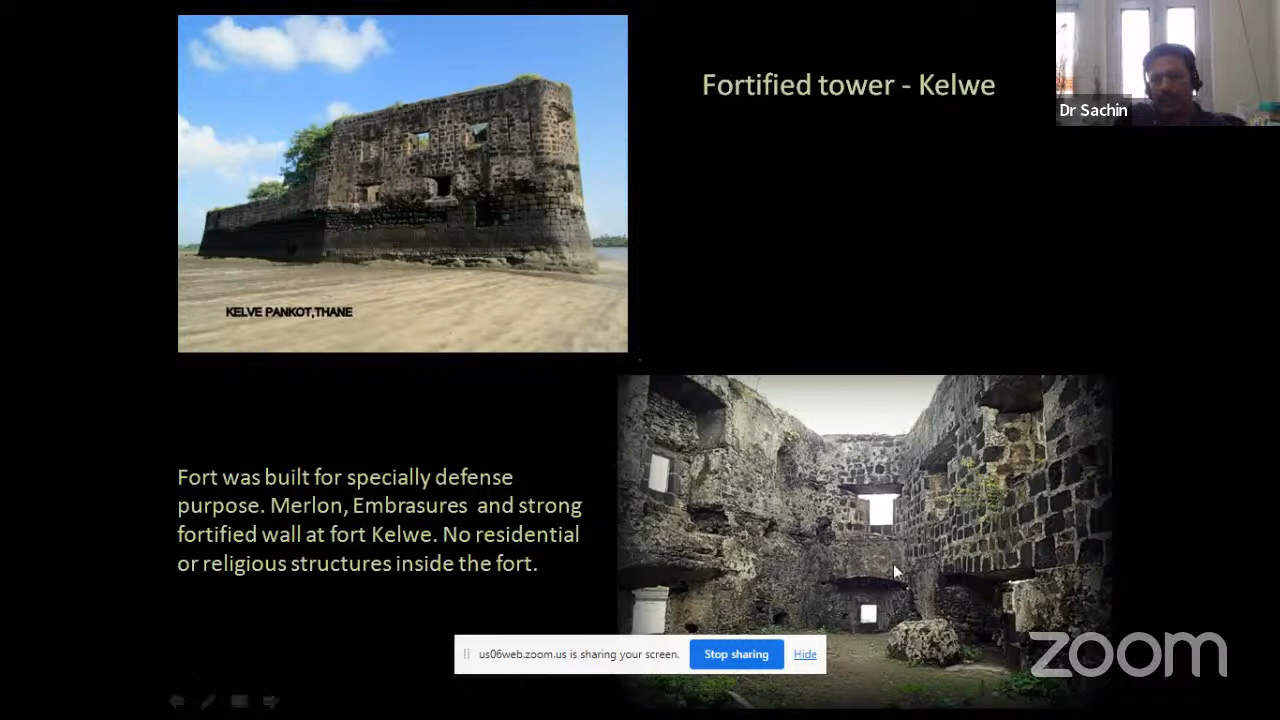 Fortified tower - Kelwe
Dr Sachin
KELVE PANKOT,THANE
Fort was built for specially defense
purpose. Merlon, Embrasures and strong
fortified wall at fort Kelwe. No residential
or religious structures inside the fort.
us06web.zoom.us is sharing your screen.
Stop sharing
Hide
zoom